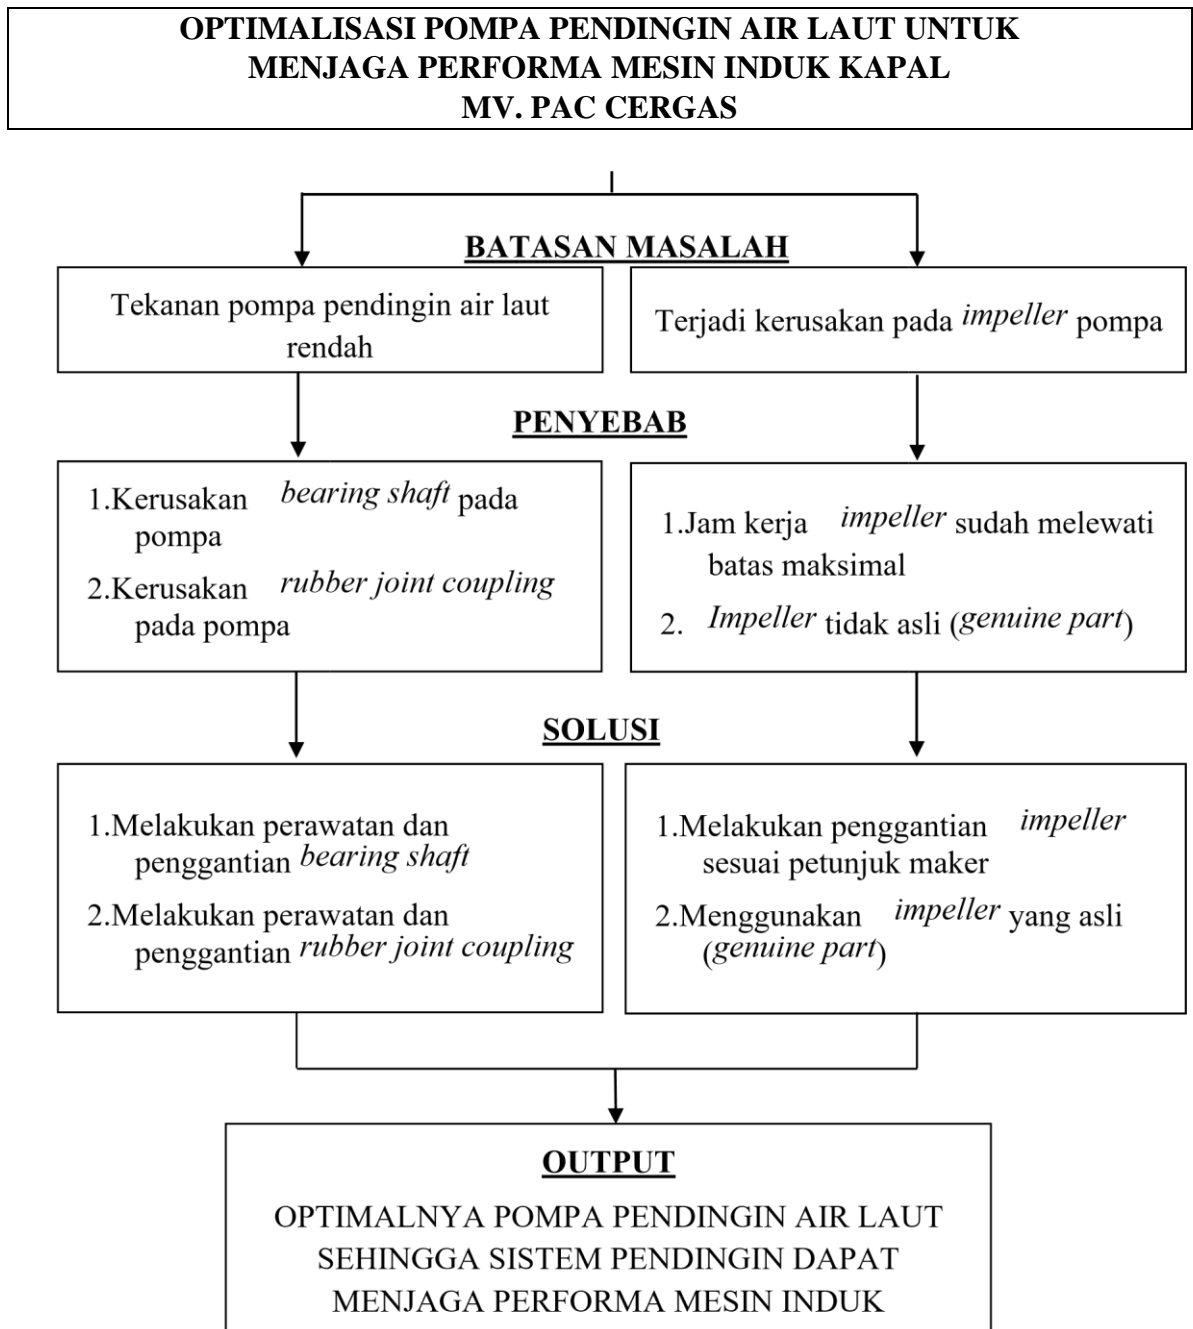 OPTIMALISASI POMPA PENDINGIN AIR LAUT UNTUK
MENJAGA PERFORMA MESIN INDUK KAPAL
MV. PAC CERGAS
BATASAN MASALAH
Tekanan pompa pendingin air laut
rendah
Terjadi kerusakan pada impeller pompa
PENYEBAB
1.Kerusakan bearing shaft pada
pompa
2.Kerusakan rubber joint coupling
pada pompa
1.Jam kerja impeller sudah melewati
batas maksimal
2. Impeller tidak asli (genuine part)
SOLUSI
1.Melakukan perawatan dan
penggantian bearing shaft
2.Melakukan perawatan dan
penggantian rubber joint coupling
1.Melakukan penggantian impeller
sesuai petunjuk maker
2.Menggunakan impeller yang asli
(genuine part)
OUTPUT
OPTIMALNYA POMPA PENDINGIN AIR LAUT
SEHINGGA SISTEM PENDINGIN DAPAT
MENJAGA PERFORMA MESIN INDUK